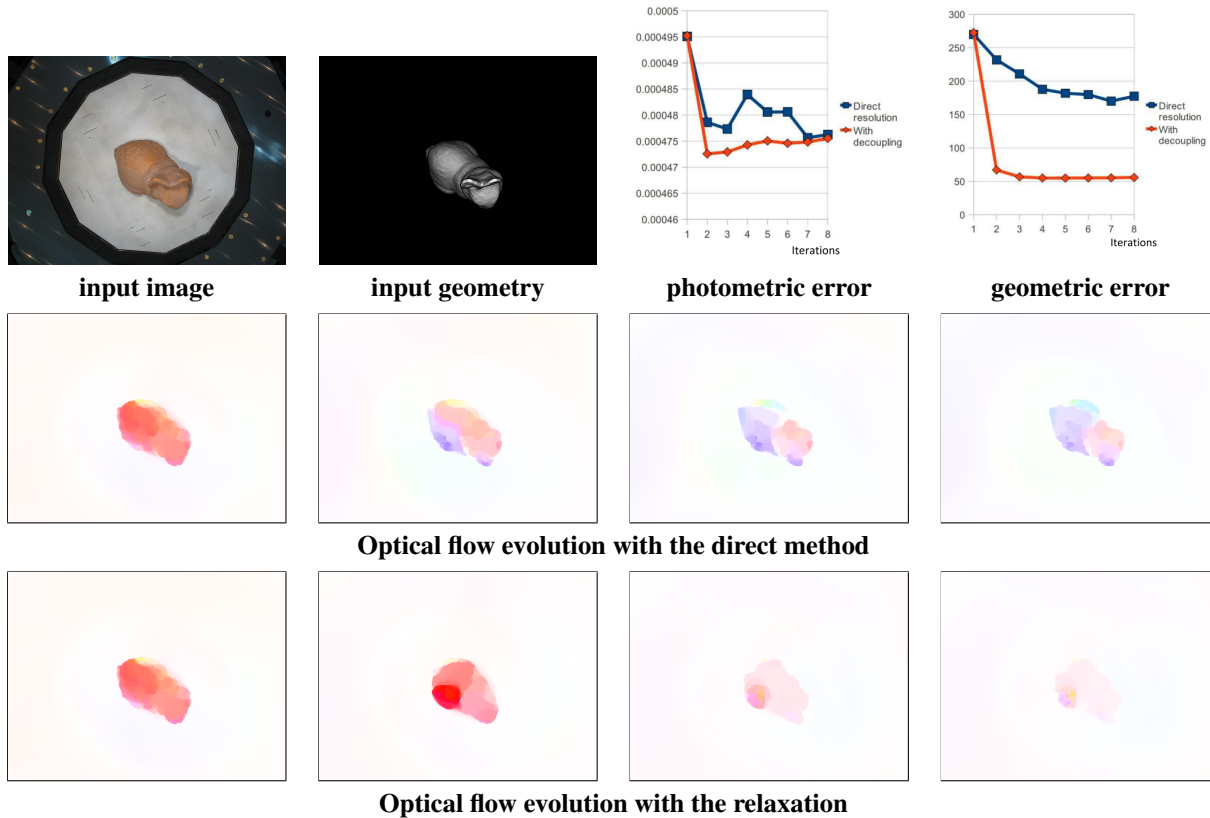 0.0005
0.000495
0.00049
0.000485
0.00048
0.000475
0.00047
0.000465
0.00046
1 2 3 4 5 6 7 8
Iterations
Direct
resolution
With
decoupling
300
250
200
150
100
50
0
1 2 3 4 5 6 7 8
Iterations
Direct
resolution
With
decoupling
input image
input geometry
photometric error
geometric error
Optical flow evolution with the direct method
Optical flow evolution with the relaxation